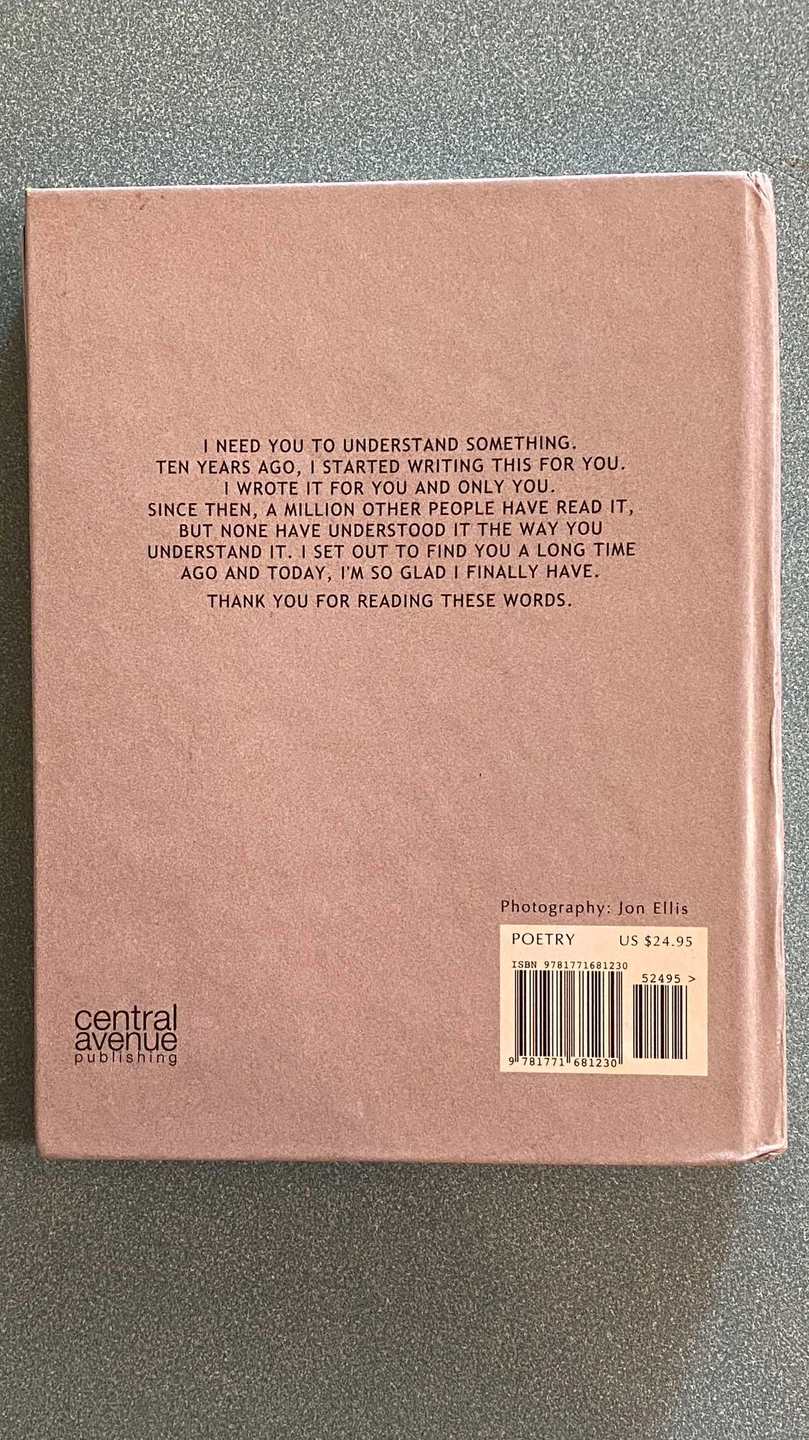 I NEED YOU TO UNDERSTAND SOMETHING.
TEN YEARS AGO, I STARTED WRITING THIS FOR YOU.
I WROTE IT FOR YOU AND ONLY YOU.
SINCE THEN, A MILLION OTHER PEOPLE HAVE READ IT,
BUT NONE HAVE UNDERSTOOD IT THE WAY YOU
UNDERSTAND IT. I SET OUT TO FIND YOU A LONG TIME
AGO AND TODAY, I'M SO GLAD I FINALLY HAVE.
THANK YOU FOR READING THESE WORDS.
Photography: Jon Ellis
POETRY US $24.95
ISBN 9781771681230
52495 >
9 781771 681230
central
avenue
publishing